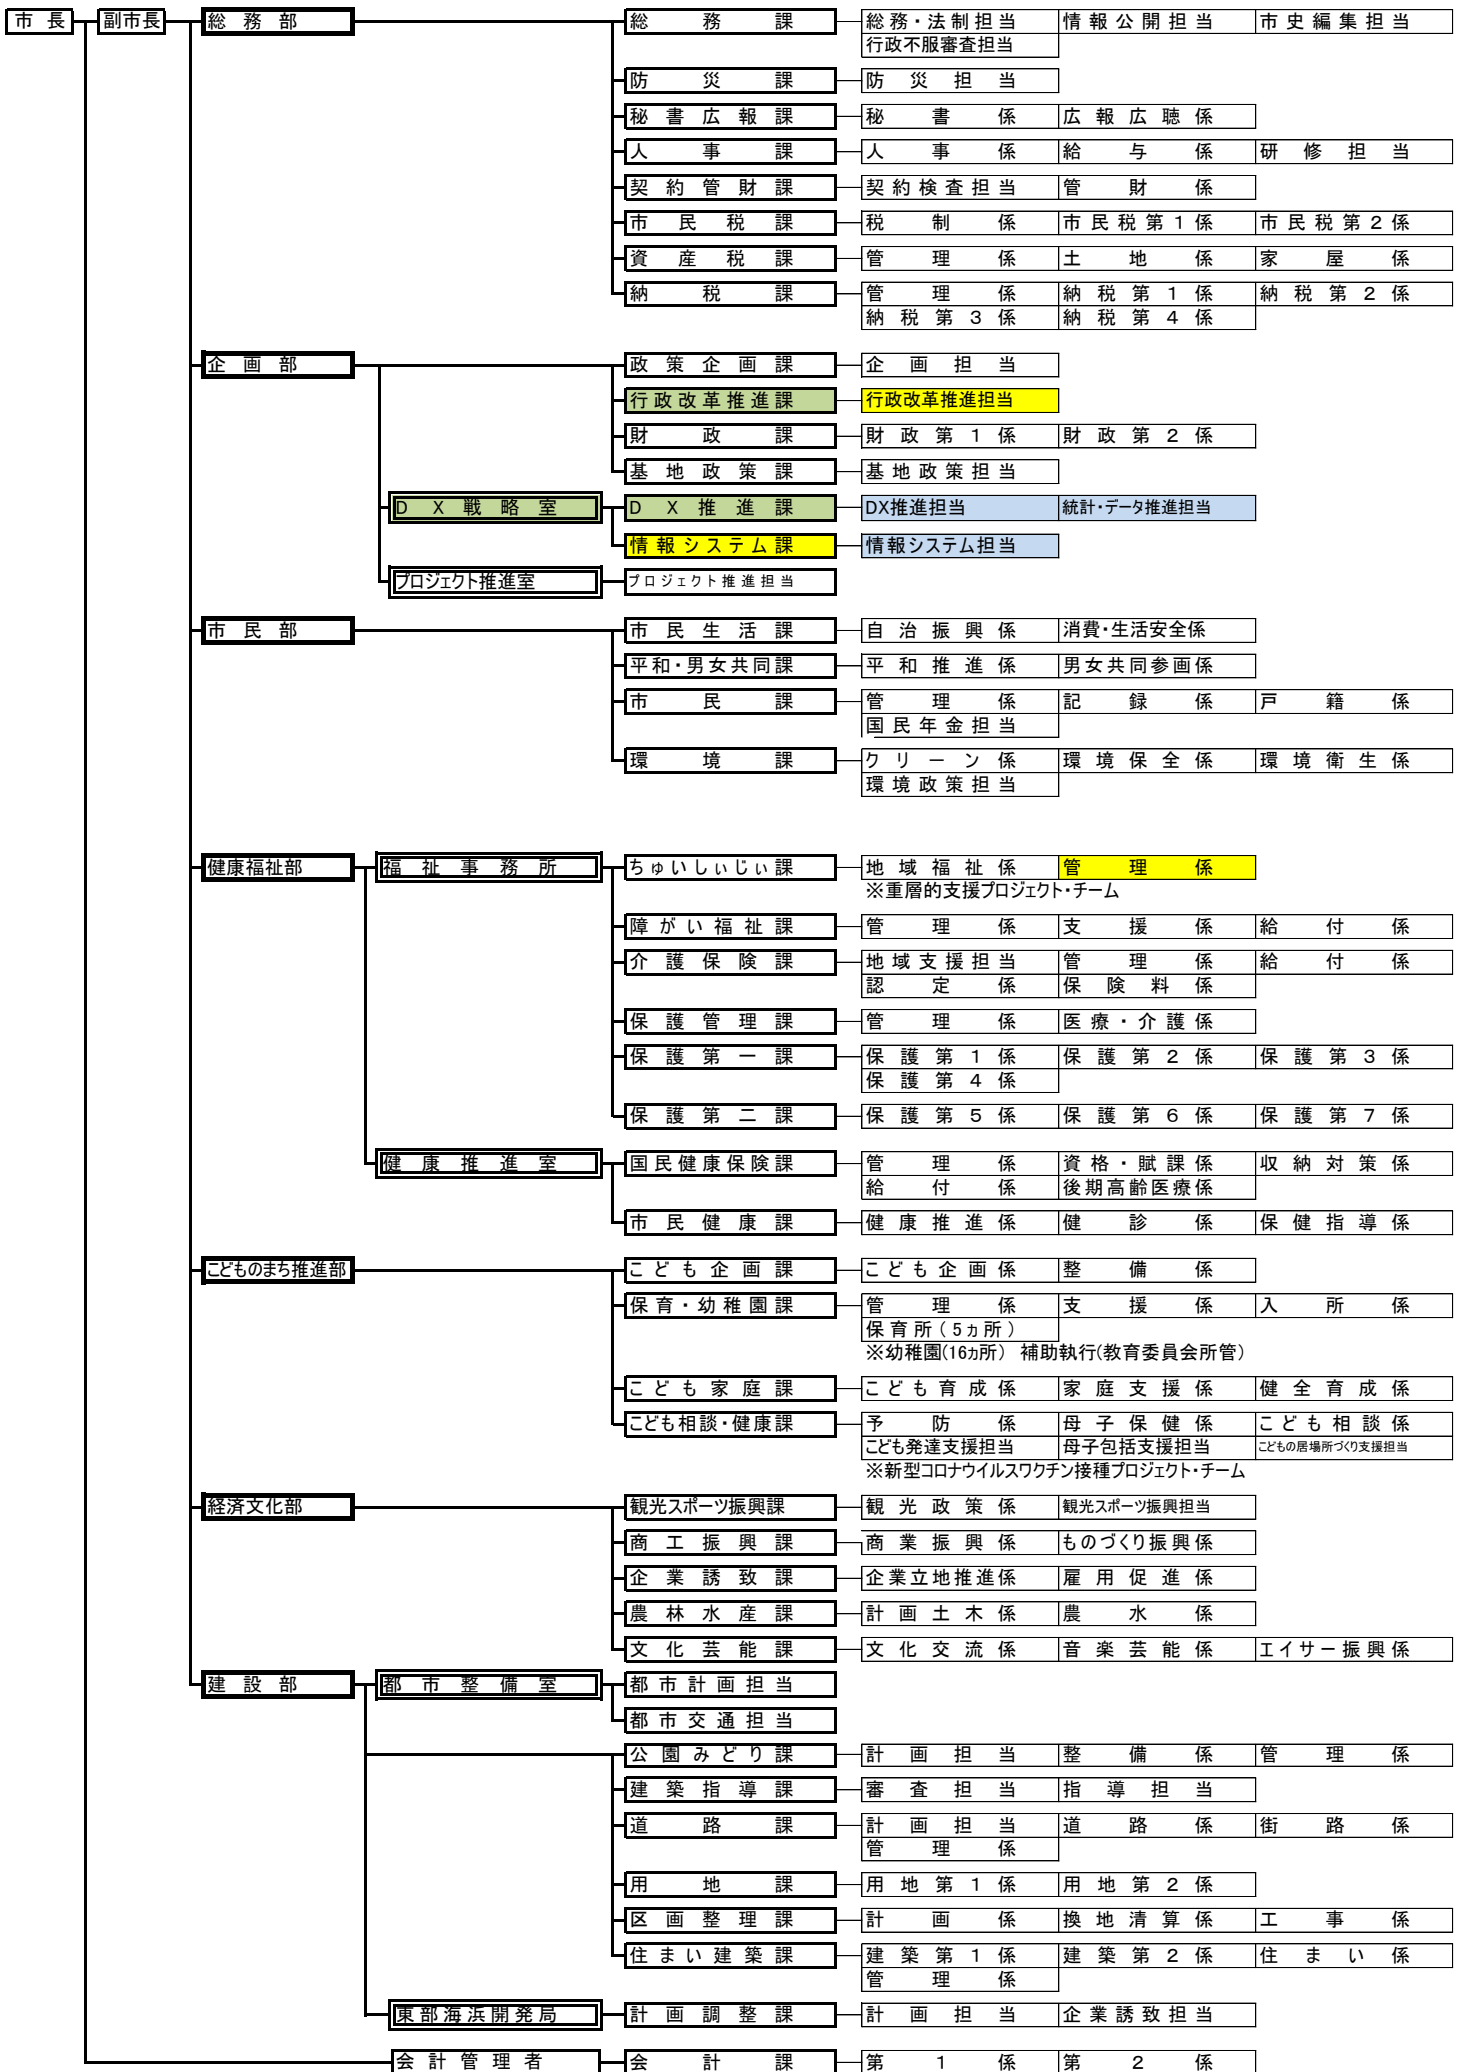 市長 副市長 総務部 総務課 総務・法制担当 情報公開担当 市史編集担当
行政不服審査担当
防災課 防災担当
秘書広報課 秘書係 広報広聴係
人事課 人事係 給与係 研修担当
契約管財課 契約検査担当 管財係
市民税課 税制係 市民税第1係 市民税第2係
資産税課 管理係 土地係 家屋係
納税課 管理係 納税第1係 納税第2係
納税第3係 納税第4係
企画部 政策企画課 企画担当
行政改革推進課 行政改革推進担当
財政課 財政第1係 財政第2係
基地政策課 基地政策担当
DX戦略室 DX推進課 DX推進担当 統計・データ推進担当
情報システム課 情報システム担当
プロジェクト推進室 プロジェクト推進担当
市民部 市民生活課 自治振興係 消費・生活安全係
平和・男女共同課 平和推進係 男女共同参画係
市民課 管理係 記録係 戸籍係
国民年金担当
環境課 クリーン係 環境保全係 環境衛生係
環境政策担当
健康福祉部 福祉事務所 ちゅいしぃじぃ課 地域福祉係 管理係
※重層的支援プロジェクト・チーム
障がい福祉課 管理係 支援係 給付係
介護保険課 地域支援担当 管理係 給付係
認定係 保険料係
保護管理課 管理係 医療・介護係
保護第一課 保護第1係 保護第2係 保護第3係
保護第4係
保護第二課 保護第5係 保護第6係 保護第7係
健康推進室 国民健康保険課 管理係 資格・賦課係 収納対策係
給付係 後期高齢医療係
市民健康課 健康推進係 健診係 保健指導係
こどものまち推進部 こども企画課 こども企画係 整備係
保育・幼稚園課 管理係 支援係 入所係
保育所(5ヵ所)
※幼稚園(16ヵ所) 補助執行(教育委員会所管)
こども家庭課 こども育成係 家庭支援係 健全育成係
こども相談・健康課 予防係 母子保健係 こども相談係
こども発達支援担当 母子包括支援担当 こどもの居場所づくり支援担当
※新型コロナウイルスワクチン接種プロジェクト・チーム
経済文化部 観光スポーツ振興課 観光政策係 観光スポーツ振興担当
商工振興課 商業振興係 ものづくり振興係
企業誘致課 企業立地推進係 雇用促進係
農林水産課 計画土木係 農水係
文化芸能課 文化交流係 音楽芸能係 エイサー振興係
建設部 都市整備室 都市計画担当
都市交通担当
公園みどり課 計画担当 整備係 管理係
建築指導課 審査担当 指導担当
道路課 計画担当 道路係 街路係
管理係
用地課 用地第1係 用地第2係
区画整理課 計画係 換地清算係 工事係
住まい建築課 建築第1係 建築第2係 住まい係
管理係
東部海浜開発局 計画調整課 計画担当 企業誘致担当
会計管理者 会計課 第1係 第2係